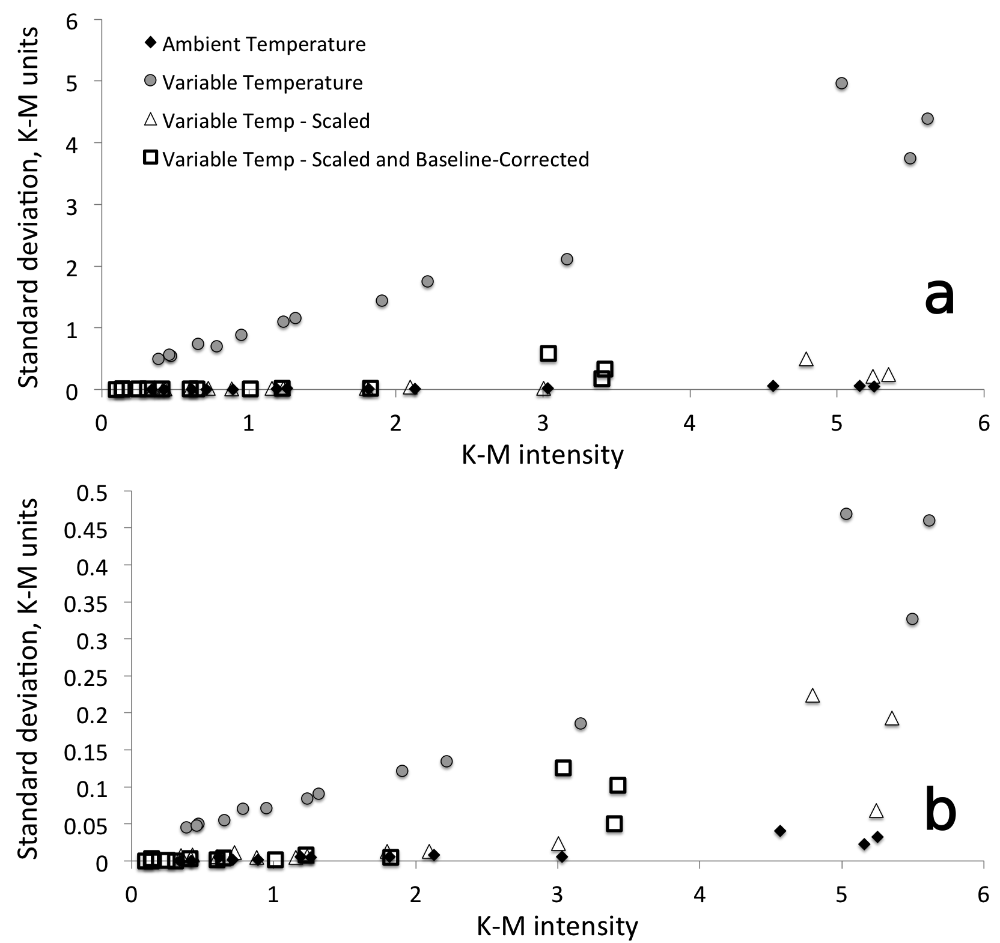 6
Ambient Temperature
Variable Temperature
5
Variable Temp - Scaled
4
Variable Temp - Scaled and Baseline-Corrected
3
2
1
0
Standard deviation, K-M units
a
0 1 2 3 4 5 6
K-M intensity
0.5
0.45
0.4
0.35
0.3
0.25
0.2
0.15
0.1
0.05
0
Standard deviation, K-M units
b
0 1 2 3 4 5 6
K-M intensity